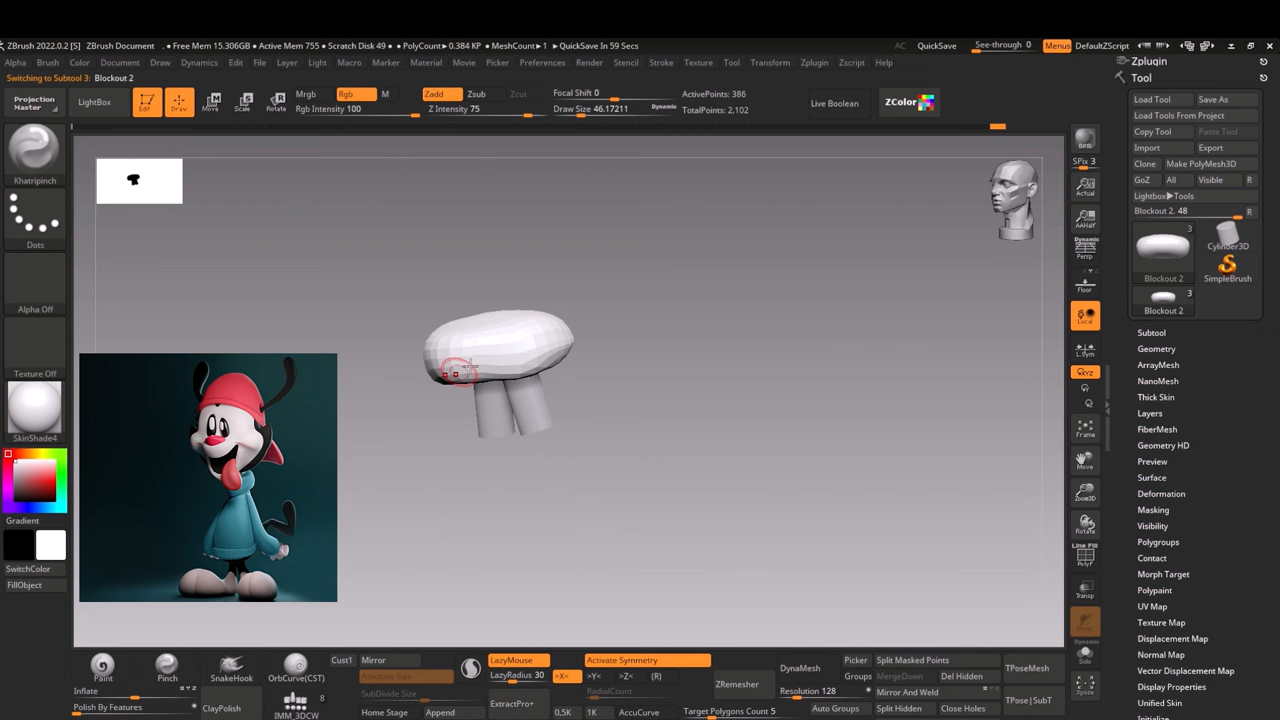 ZBrush 2022.0.2 [S] ZBrush Document . • Free Mem 15.306GB • Active Mem 755 • Scratch Disk 49 • PolyCount▸0.384 KP • MeshCount▸1 • QuickSave In 59 Secs AC QuickSave See-through 0 Menus DefaultZScript
Alpha Brush Color Document Draw Dynamics Edit File Layer Light Macro Marker Material Movie Picker Preferences Render Stencil Stroke Texture Tool Transform Zplugin Zscript Help
Switching to Subtool 3: Blockout 2
Projection Master
LightBox
Edit
Draw
Move
Scale
Rotate
Mrgb Rgb M
Rgb Intensity 100
Zadd Zsub Zcut
Z Intensity 75
Focal Shift 0
Draw Size 46.17211 Dynamic
ActivePoints: 386
TotalPoints: 2,102
Live Boolean
ZColor
Khatripinch
Dots
Alpha Off
Texture Off
SkinShade4
Gradient
SwitchColor
FillObject
BPR
SPix 3
Actual
AAHalf
Dynamic
Persp
Floor
Local
L.Sym
XYZ
Frame
Move
Zoom3D
Rotate
Line Fill
PolyF
Transp
Dynamic
Solo
Xpose
Zplugin
Tool
Load Tool Save As
Load Tools From Project
Copy Tool Paste Tool
Import Export
Clone Make PolyMesh3D
GoZ All Visible R
Lightbox▸Tools
Blockout 2. 48 R
3
Blockout 2
Cylinder3D
SimpleBrush
3
Blockout 2
Subtool
Geometry
ArrayMesh
NanoMesh
Thick Skin
Layers
FiberMesh
Geometry HD
Preview
Surface
Deformation
Masking
Visibility
Polygroups
Contact
Morph Target
Polypaint
UV Map
Texture Map
Displacement Map
Normal Map
Vector Displacement Map
Display Properties
Unified Skin
Paint
Pinch
SnakeHook
OrbCurve(CST)
Inflate
Polish By Features
ClayPolish
IMM_3DCW
8
Cust1 Mirror
Adaptive Size
SubDivide Size
Home Stage Append
LazyMouse
LazyRadius 30
ExtractPro+
0.5K 1K AccuCurve
Activate Symmetry
>X< >Y< >Z< (R)
RadialCount
Target Polygons Count 5
ZRemesher
DynaMesh
Resolution 128
Picker
Groups
Auto Groups
Split Masked Points
MergeDown Del Hidden
Mirror And Weld
Split Hidden Close Holes
TPoseMesh
TPose|SubT